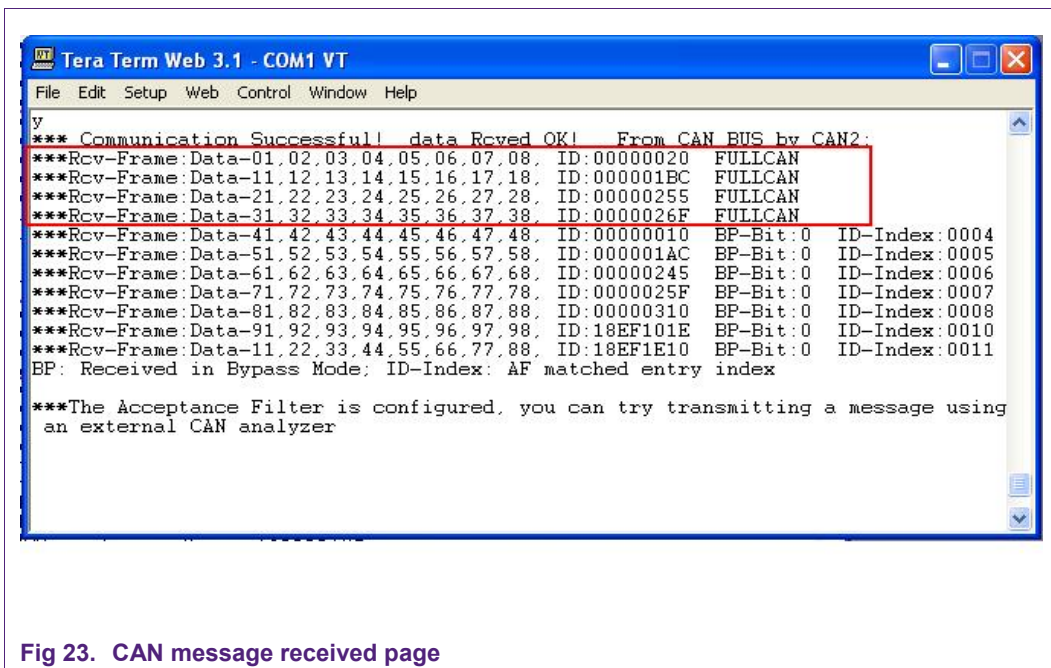 Tera Term Web 3.1 - COM1 VT
File Edit Setup Web Control Window Help
y
*** Communication Successful! data Rcved OK! From CAN BUS by CAN2:
***Rcv-Frame:Data-01,02,03,04,05,06,07,08, ID:00000020 FULLCAN
***Rcv-Frame:Data-11,12,13,14,15,16,17,18, ID:000001BC FULLCAN
***Rcv-Frame:Data-21,22,23,24,25,26,27,28, ID:00000255 FULLCAN
***Rcv-Frame:Data-31,32,33,34,35,36,37,38, ID:0000026F FULLCAN
***Rcv-Frame:Data-41,42,43,44,45,46,47,48, ID:00000010 BP-Bit:0 ID-Index:0004
***Rcv-Frame:Data-51,52,53,54,55,56,57,58, ID:000001AC BP-Bit:0 ID-Index:0005
***Rcv-Frame:Data-61,62,63,64,65,66,67,68, ID:00000245 BP-Bit:0 ID-Index:0006
***Rcv-Frame:Data-71,72,73,74,75,76,77,78, ID:0000025F BP-Bit:0 ID-Index:0007
***Rcv-Frame:Data-81,82,83,84,85,86,87,88, ID:00000310 BP-Bit:0 ID-Index:0008
***Rcv-Frame:Data-91,92,93,94,95,96,97,98, ID:18EF101E BP-Bit:0 ID-Index:0010
***Rcv-Frame:Data-11,22,33,44,55,66,77,88, ID:18EF1E10 BP-Bit:0 ID-Index:0011
BP: Received in Bypass Mode; ID-Index: AF matched entry index
***The Acceptance Filter is configured, you can try transmitting a message using
an external CAN analyzer
Fig 23. CAN message received page